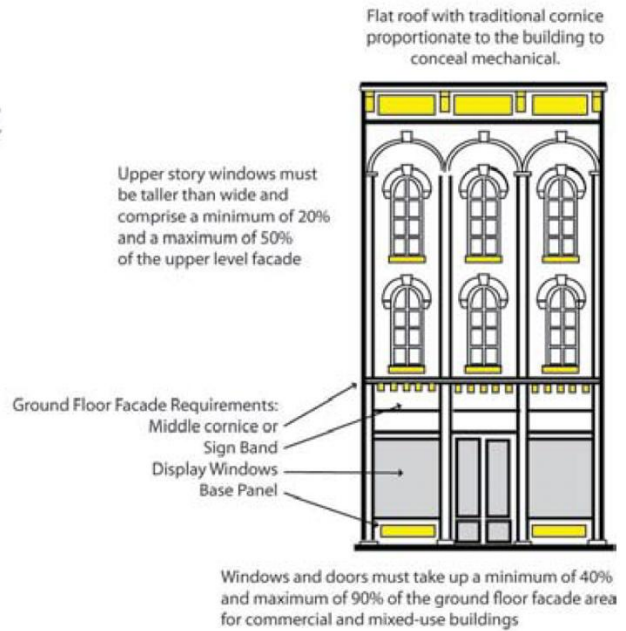 Flat roof with traditional cornice
proportionate to the building to
conceal mechanical.
Upper story windows must
be taller than wide and
comprise a minimum of 20%
and a maximum of 50%
of the upper level facade
Ground Floor Facade Requirements:
Middle cornice or
Sign Band
Display Windows
Base Panel
Windows and doors must take up a minimum of 40%
and maximum of 90% of the ground floor facade area
for commercial and mixed-use buildings